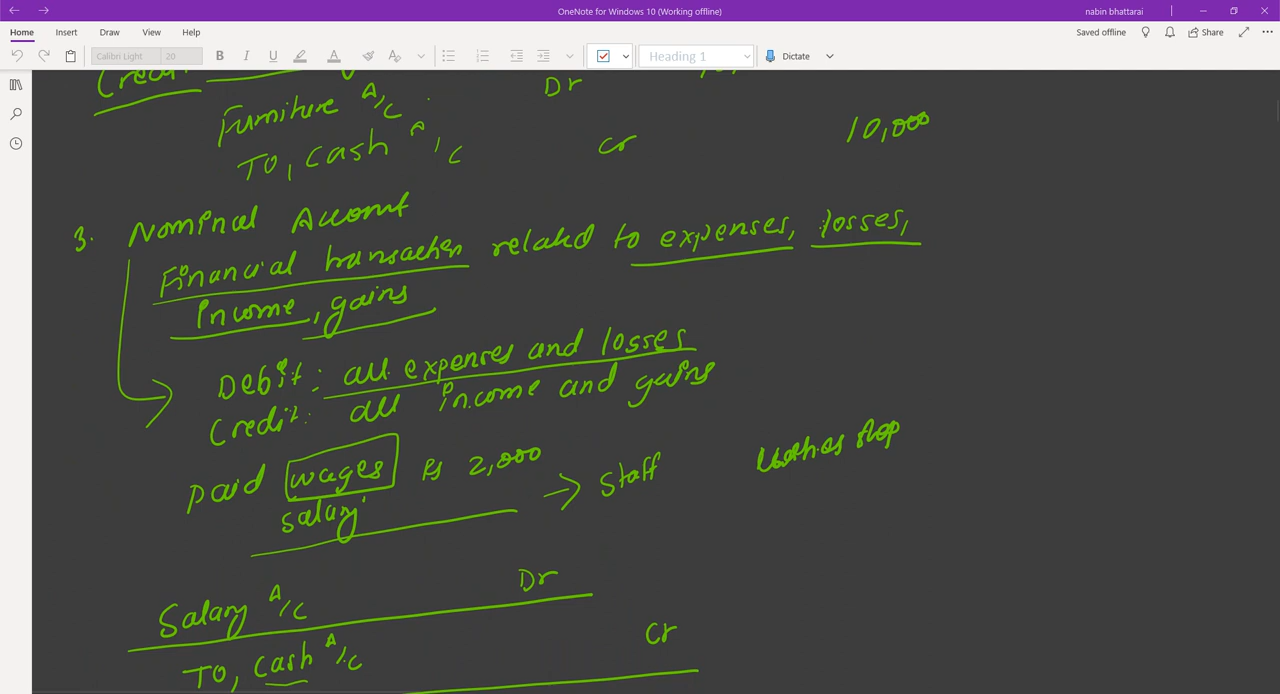 OneNote for Windows 10 (Working offline)
nabin bhattarai
Home Insert Draw View Help
Saved offline
Share
Calibri Light 20
B I U A
Heading 1
Dictate
Dr
Furniture A/c
To, Cash A/c Cr 10,000
3. Nominal Account
Financial transaction related to expenses, losses,
Income, gains
Debit: all expenses and losses
Credit: all income and gains
paid wages Rs 2,000 → Staff
salary
shop
Salary A/c Dr
To, Cash A/c Cr